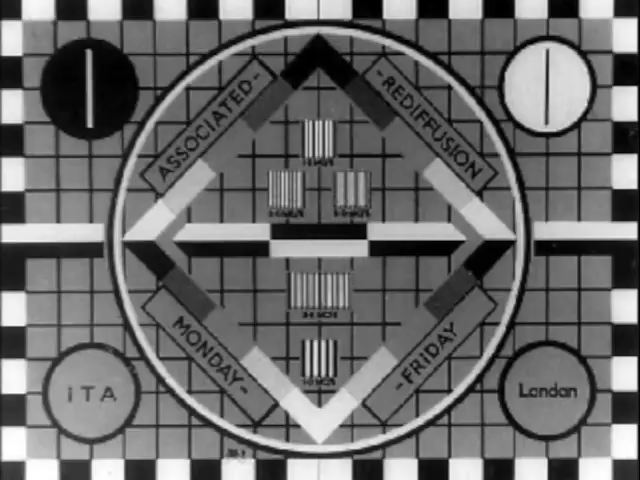 ASSOCIATED-
-REDIFFUSION
MONDAY-
-FRIDAY
iTA
London